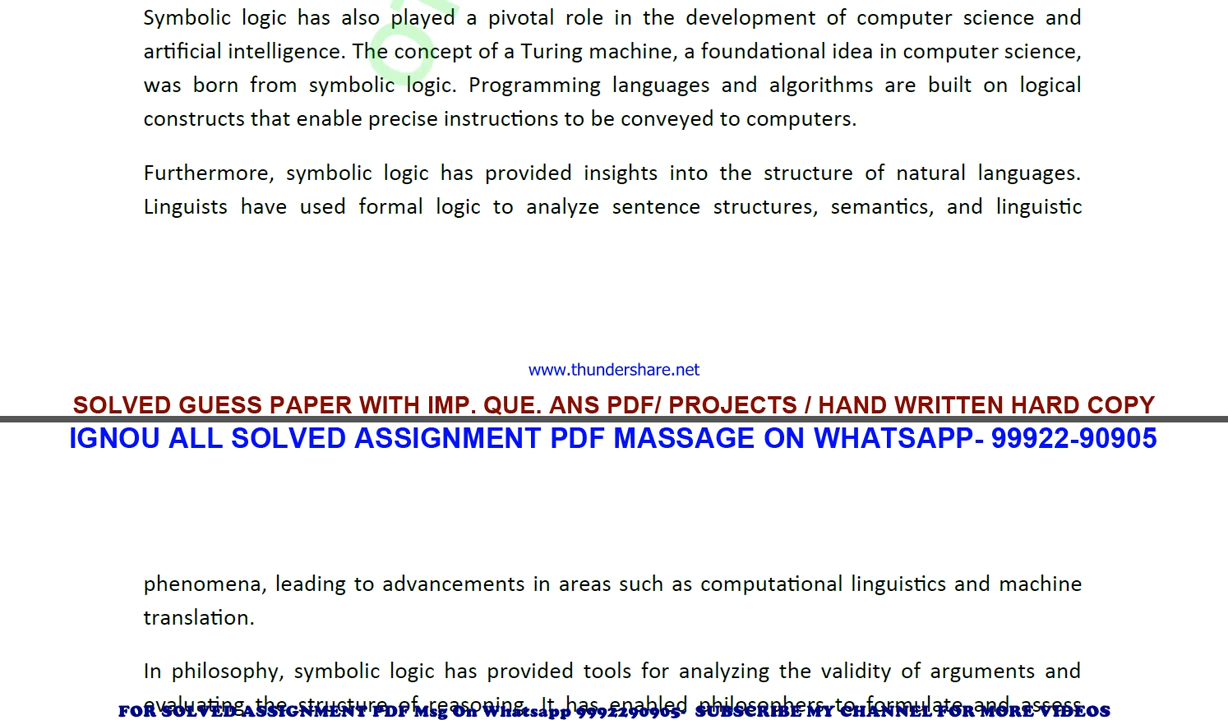 Symbolic logic has also played a pivotal role in the development of computer science and
artificial intelligence. The concept of a Turing machine, a foundational idea in computer science,
was born from symbolic logic. Programming languages and algorithms are built on logical
constructs that enable precise instructions to be conveyed to computers.
Furthermore, symbolic logic has provided insights into the structure of natural languages.
Linguists have used formal logic to analyze sentence structures, semantics, and linguistic
www.thundershare.net
SOLVED GUESS PAPER WITH IMP. QUE. ANS PDF/ PROJECTS / HAND WRITTEN HARD COPY
IGNOU ALL SOLVED ASSIGNMENT PDF MASSAGE ON WHATSAPP- 99922-90905
phenomena, leading to advancements in areas such as computational linguistics and machine
translation.
In philosophy, symbolic logic has provided tools for analyzing the validity of arguments and
evaluating the structure of reasoning. It has enabled philosophers to formulate and assess
FOR SOLVED ASSIGNMENT PDF Msg On Whatsapp 9992290905- SUBSCRIBE MY CHANNEL FOR MORE VIDEOS